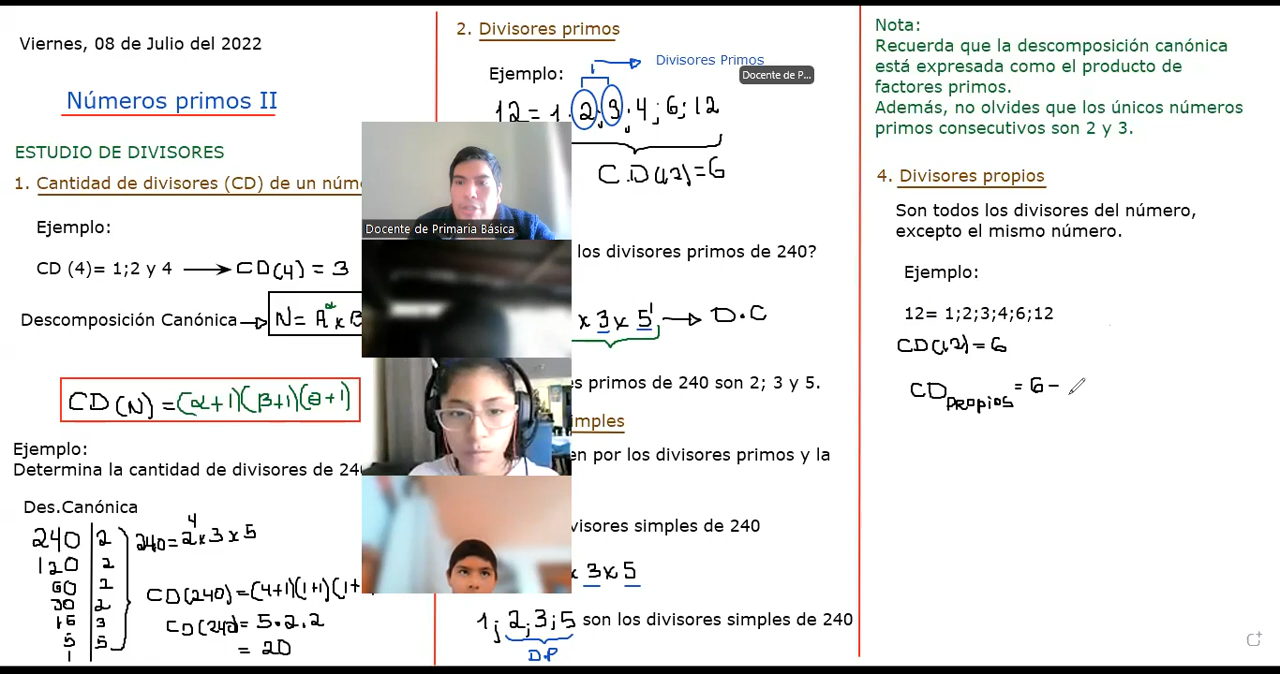 Viernes, 08 de Julio del 2022
Números primos II
ESTUDIO DE DIVISORES
1. Cantidad de divisores (CD) de un núm
Ejemplo:
CD (4)= 1;2 y 4 → CD(4) = 3
Descomposición Canónica → N = A^α x B
CD(N) = (α+1)(β+1)(θ+1)
Ejemplo:
Determina la cantidad de divisores de 24
Des.Canónica
240 | 2
120 | 2
60 | 2
30 | 2
15 | 3
5 | 5
1
240 = 2^4 x 3 x 5
CD(240) = (4+1)(1+1)(1+
CD(240) = 5.2.2
= 20
2. Divisores primos
Divisores Primos
Ejemplo:
Docente de P...
12 = 1; 2; 3; 4; 6; 12
C.D(12) = 6
Docente de Primaria Básica
los divisores primos de 240?
x 3 x 5^1 → D.C
s primos de 240 son 2; 3 y 5.
imples
en por los divisores primos y la
visores simples de 240
x 3 x 5
1; 2; 3; 5 son los divisores simples de 240
DP
Nota:
Recuerda que la descomposición canónica
está expresada como el producto de
factores primos.
Además, no olvides que los únicos números
primos consecutivos son 2 y 3.
4. Divisores propios
Son todos los divisores del número,
excepto el mismo número.
Ejemplo:
12= 1;2;3;4;6;12
CD(12) = 6
CD PROPIOS = 6 -